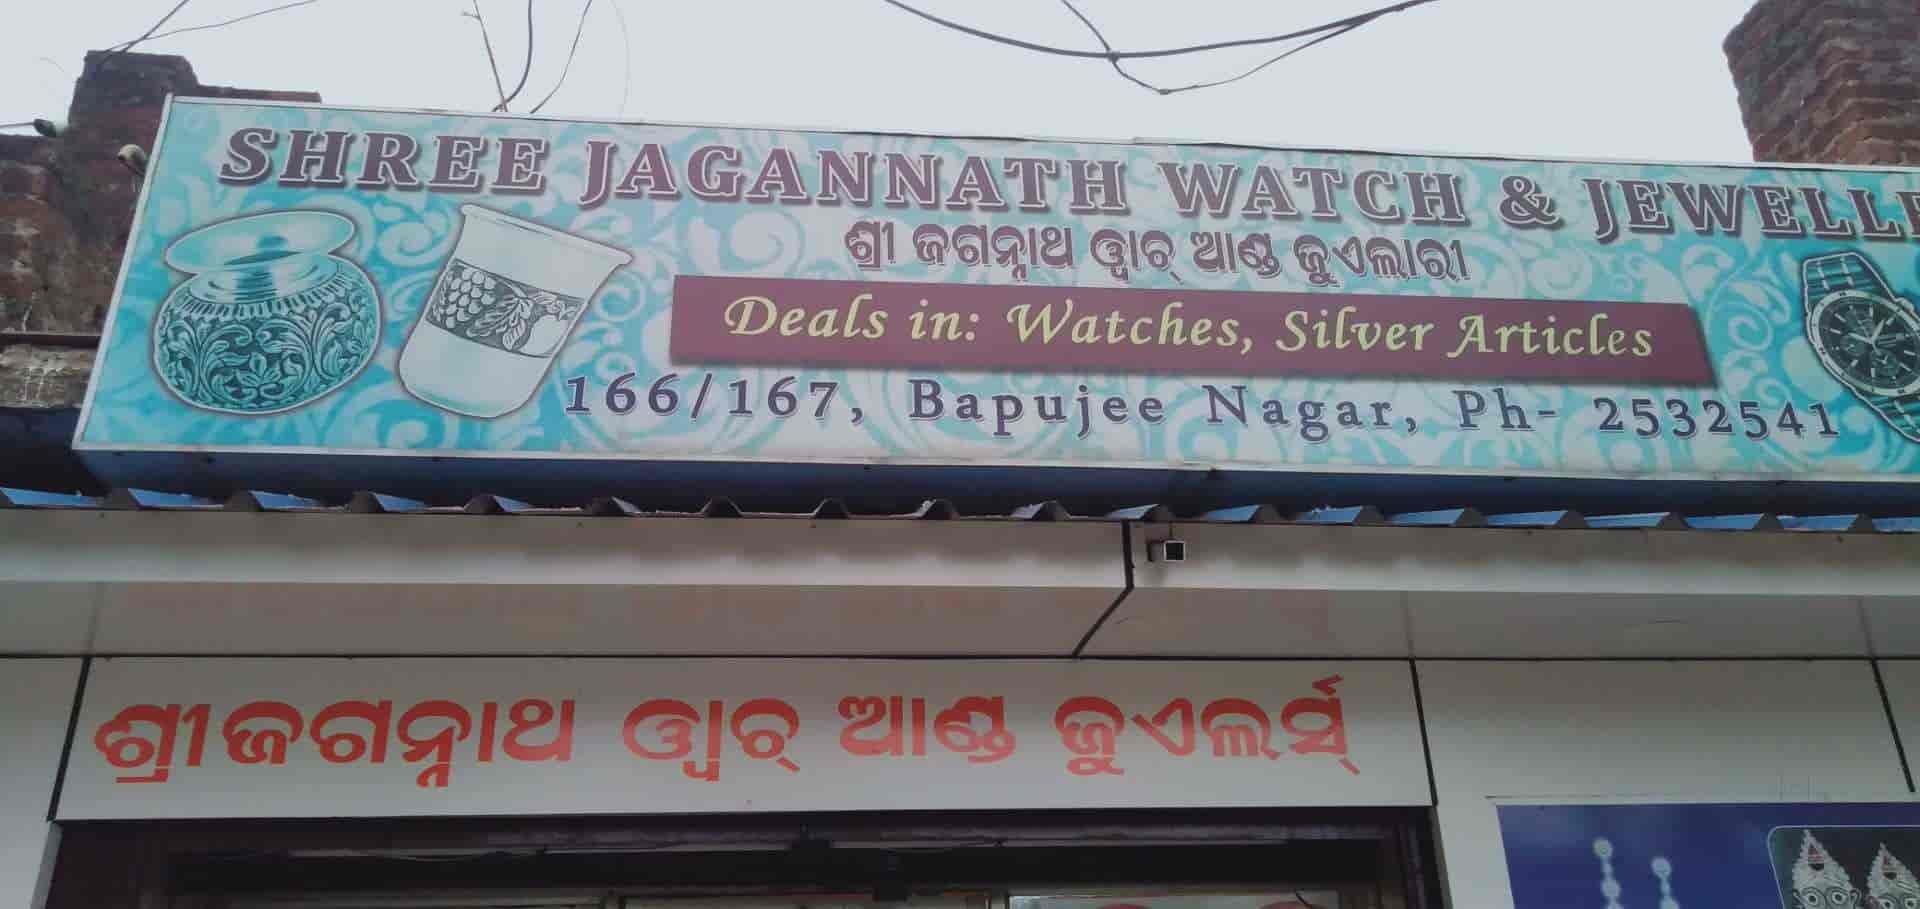 SHREE JAGANNATH WATCH & JEWELLE
ଶ୍ରୀ ଜଗନ୍ନାଥ ୱାଚ୍ ଆଣ୍ଡ ଜୁଏଲାରୀ
Deals in: Watches, Silver Articles
166/167, Bapujee Nagar, Ph- 2532541
ଶ୍ରୀଜଗନ୍ନାଥ ୱାଚ୍ ଆଣ୍ଡ ଜୁଏଲର୍ସ୍